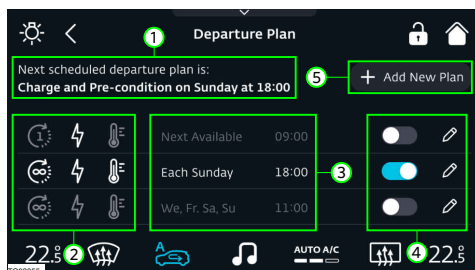 1
Departure Plan
Next scheduled departure plan is:
Charge and Pre-condition on Sunday at 18:00
5
+ Add New Plan
1
Next Available 09:00
∞
Each Sunday 18:00
3
∞
We, Fr. Sa, Su 11:00
22.5
2
AUTO A/C
4
22.5